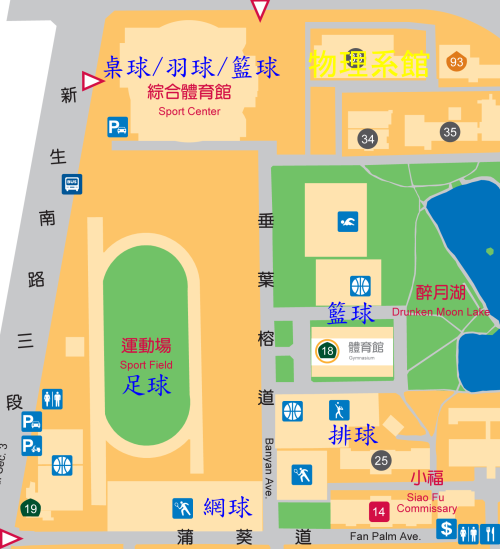 桌球/羽球/籃球
綜合體育館
Sport Center
物理系館
93
34
35
新生南路三段
Sec. 3
垂葉榕道
Banyan Ave.
醉月湖
Drunken Moon Lake
籃球
18
體育館
Gymnasium
運動場
Sport Field
足球
排球
25
小福
Siao Fu
Commissary
14
19
網球
蒲葵道
Fan Palm Ave.
P
P
P
BUS
$